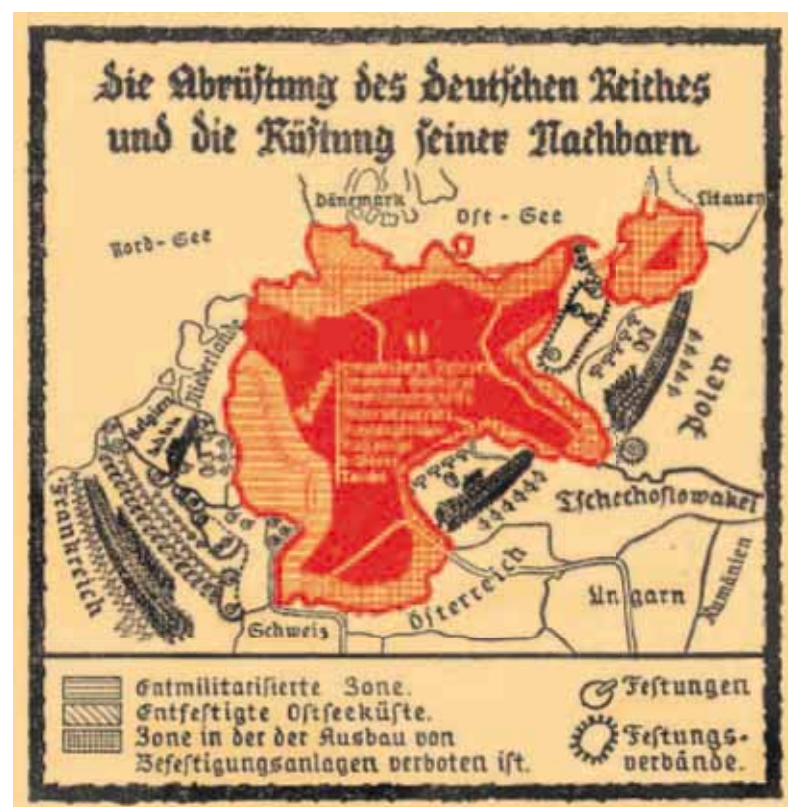 Die Abrüstung des Deutschen Reiches
und die Rüstung seiner Nachbarn
Dänemark
Ost-See
Litauen
Nord-See
Niederlande
Belgien
Polen
Frankreich
Tschechoslowakei
Österreich
Ungarn
Rumänien
Schweiz
Entmilitarisierte Zone.
Entfestigte Ostseeküste.
Zone in der der Ausbau von
Befestigungsanlagen verboten ist.
Festungen
Festungs-
verbände.